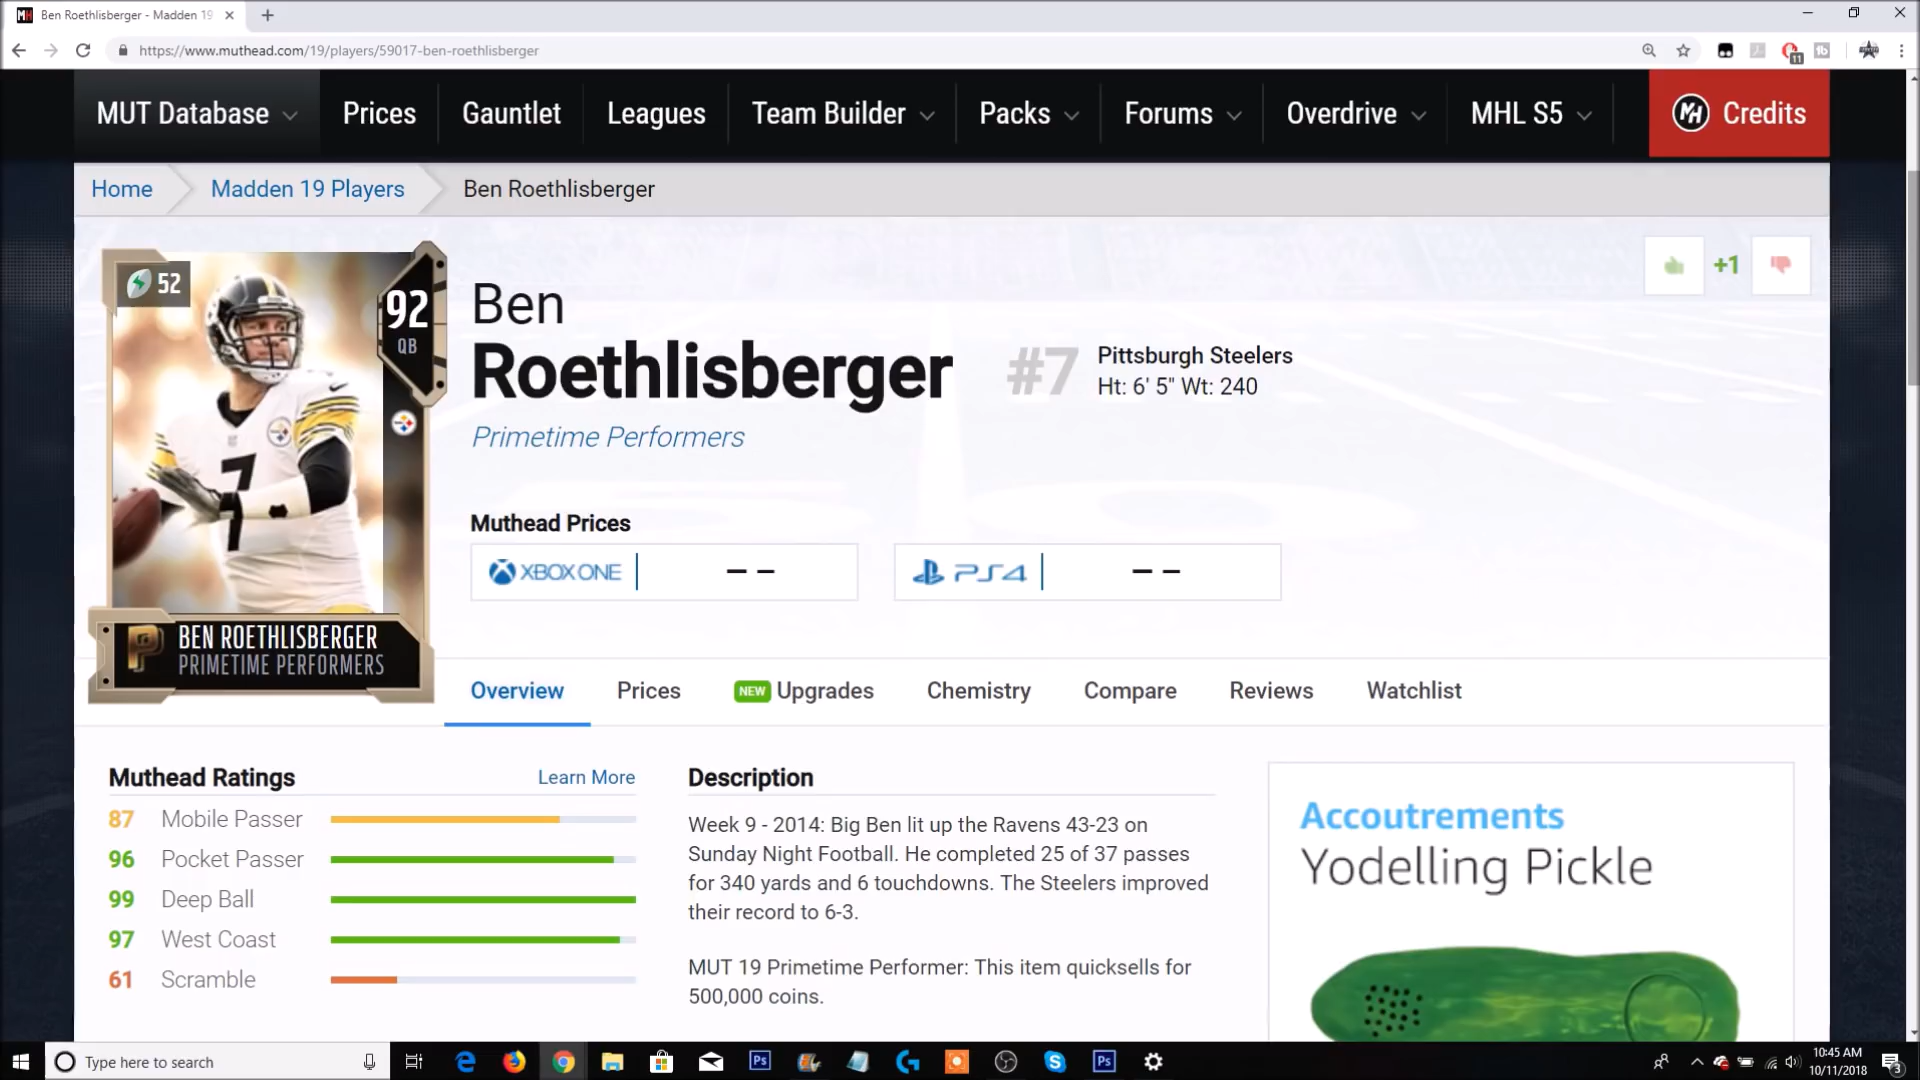 Ben Roethlisberger - Madden 19
https://www.muthead.com/19/players/59017-ben-roethlisberger
11
MUT Database
Prices
Gauntlet
Leagues
Team Builder
Packs
Forums
Overdrive
MHL S5
Credits
Home
Madden 19 Players
Ben Roethlisberger
52
92
QB
7
BEN ROETHLISBERGER
PRIMETIME PERFORMERS
Ben
Roethlisberger
#7
Pittsburgh Steelers
Ht: 6' 5" Wt: 240
Primetime Performers
+1
Muthead Prices
XBOX ONE
– –
PS4
– –
Overview
Prices
NEW Upgrades
Chemistry
Compare
Reviews
Watchlist
Muthead Ratings
Learn More
87 Mobile Passer
96 Pocket Passer
99 Deep Ball
97 West Coast
61 Scramble
Description
Week 9 - 2014: Big Ben lit up the Ravens 43-23 on
Sunday Night Football. He completed 25 of 37 passes
for 340 yards and 6 touchdowns. The Steelers improved
their record to 6-3.
MUT 19 Primetime Performer: This item quicksells for
500,000 coins.
Accoutrements
Yodelling Pickle
Type here to search
10:45 AM
10/11/2018
3